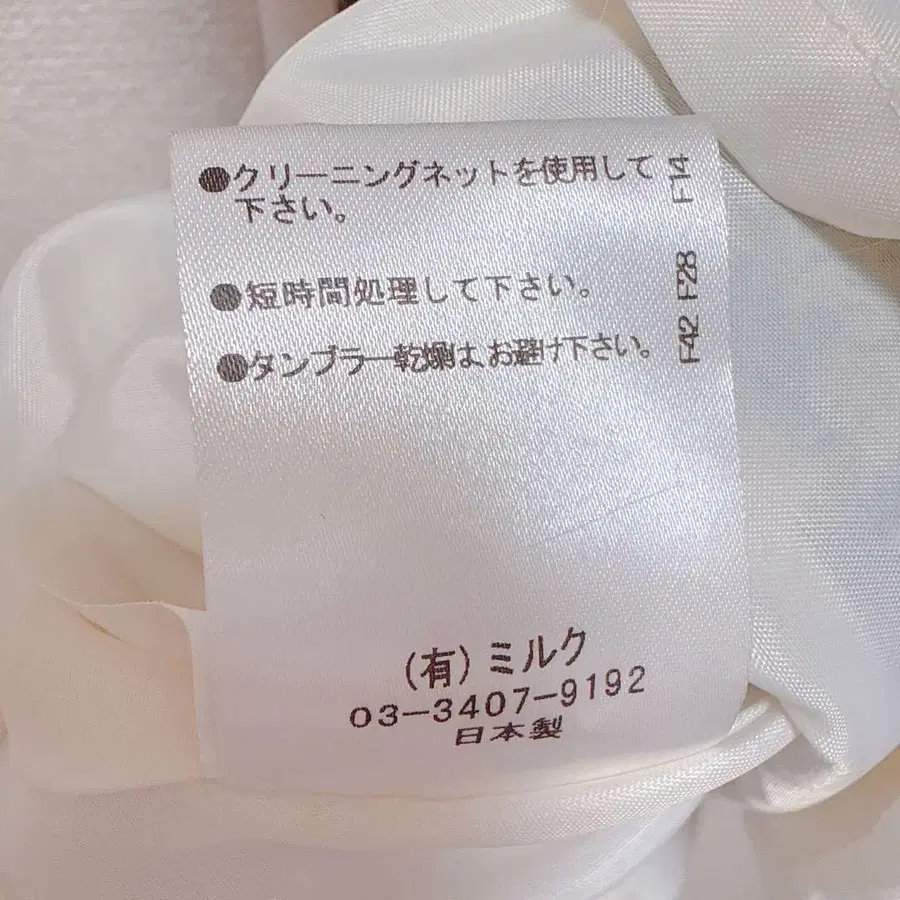 ●クリーニングネットを使用して
下さい。
●短時間処理して下さい。
●タンブラー乾燥は、お避け下さい。
F14
F28
F42
(有)ミルク
03-3407-9192
日本製